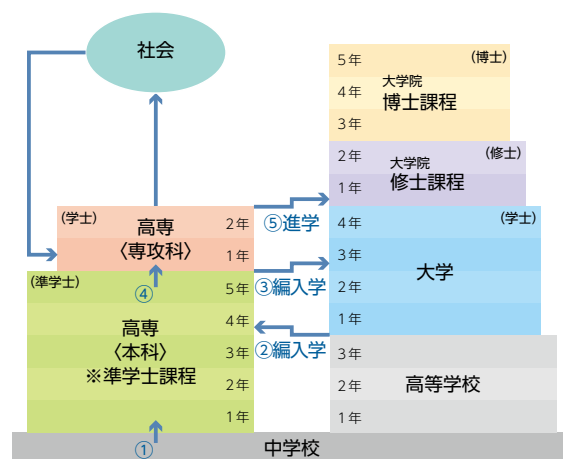 社会
5年
(博士)
4年
大学院
博士課程
3年
2年
大学院
(修士)
修士課程
1年
(学士)
高専
〈専攻科〉
2年
1年
⑤進学
4年
(学士)
3年
大学
2年
1年
(準学士)
④
5年
③編入学
4年
②編入学
高専
〈本科〉
※準学士課程
3年
2年
1年
3年
高等学校
2年
1年
①
中学校